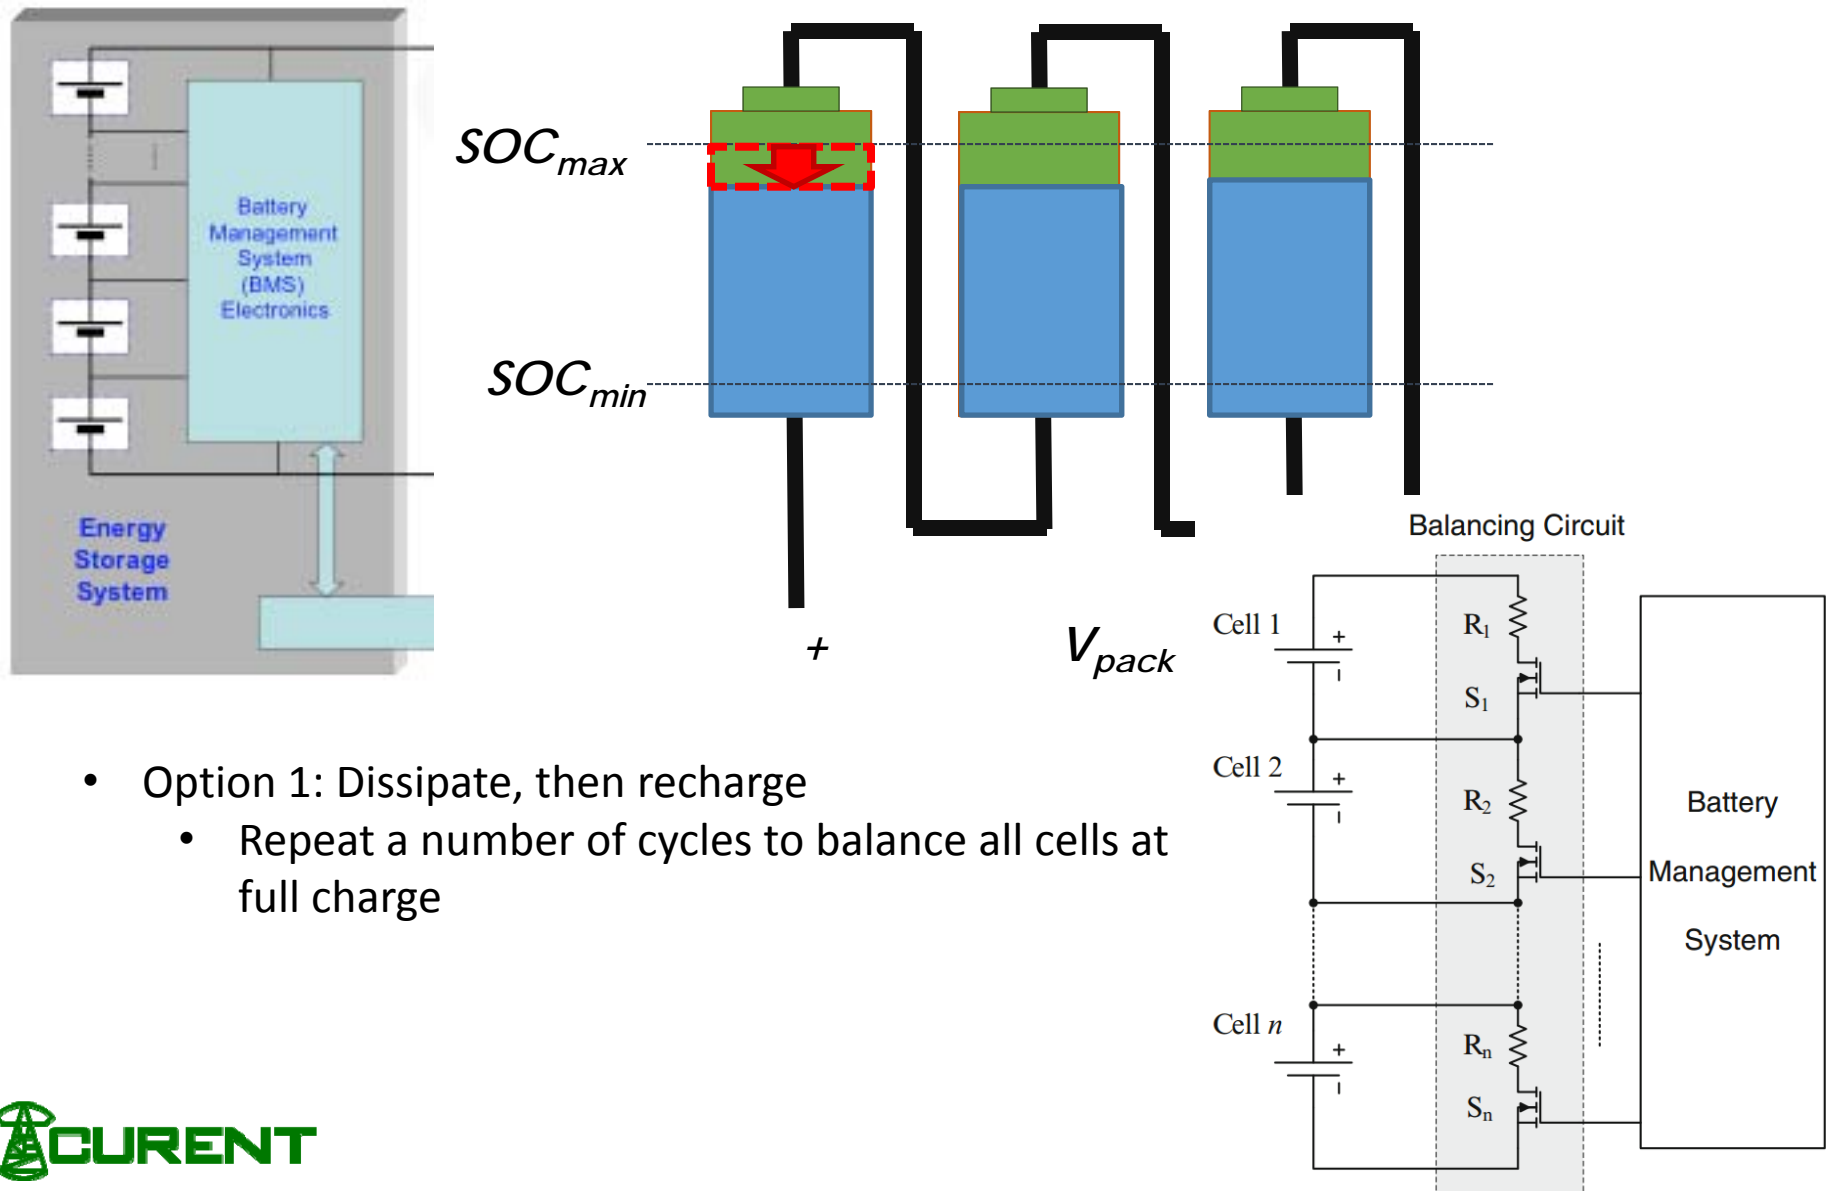 Battery
Management
System
(BMS)
Electronics
Energy
Storage
System
SOCmax
SOCmin
+
Vpack
Balancing Circuit
Cell 1
+
−
R1
S1
Cell 2
+
−
R2
S2
Cell n
+
−
Rn
Sn
Battery
Management
System
• Option 1: Dissipate, then recharge
• Repeat a number of cycles to balance all cells at
full charge
CURENT